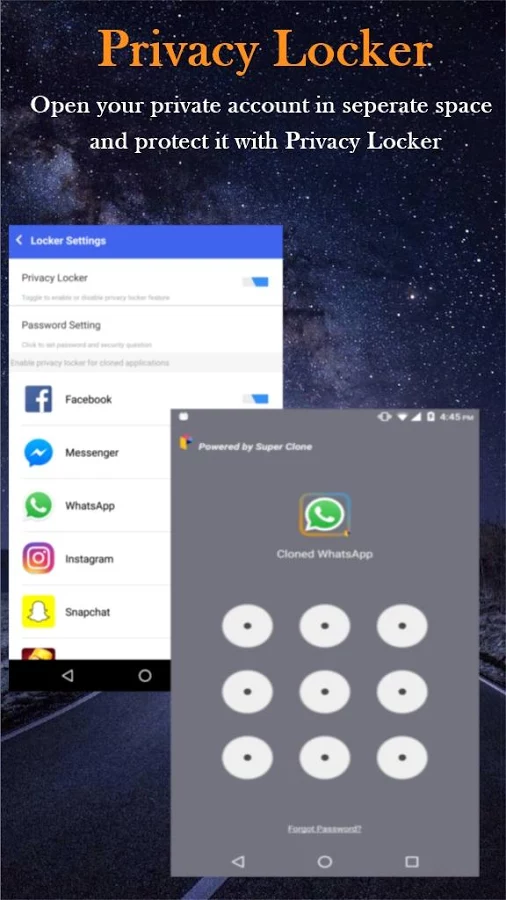 Privacy Locker
Open your private account in seperate space
and protect it with Privacy Locker
Locker Settings
Privacy Locker
Toggle to enable or disable privacy locker feature
Password Setting
Click to set password and security question
Enable privacy locker for cloned applications
Facebook
Messenger
WhatsApp
Instagram
Snapchat
4:45 PM
Powered by Super Clone
Cloned WhatsApp
Forgot Password?